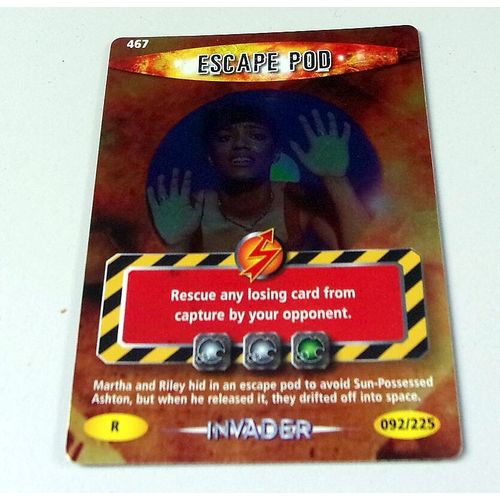 467
ESCAPE POD
Rescue any losing card from
capture by your opponent.
Martha and Riley hid in an escape pod to avoid Sun-Possessed
Ashton, but when he released it, they drifted off into space.
R
INVADER
092/225